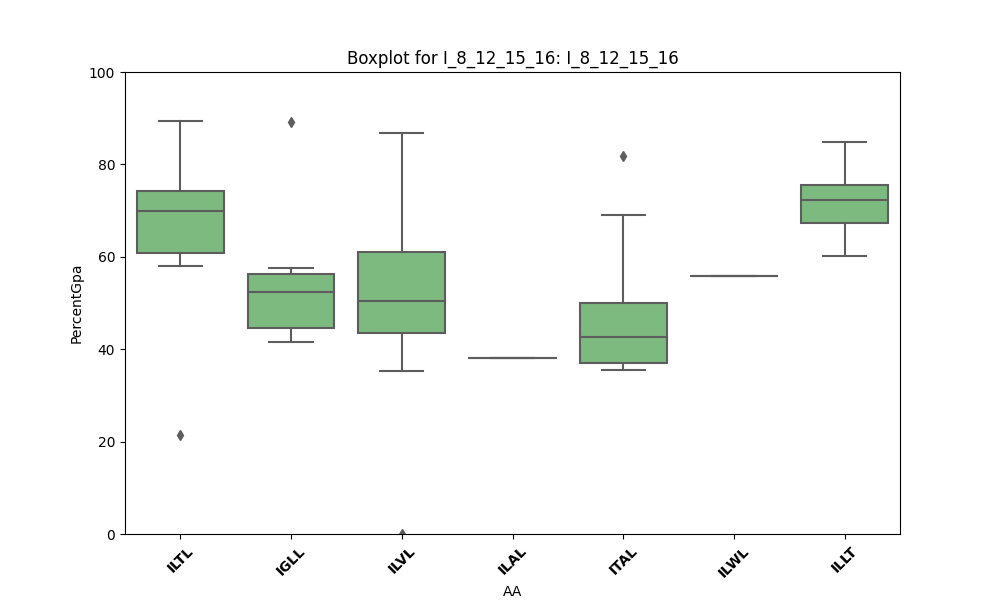 Boxplot for I_8_12_15_16: I_8_12_15_16
100
80
60
40
20
0
PercentGpa
ILTL
IGLL
ILVL
ILAL
ITAL
ILWL
ILLT
AA